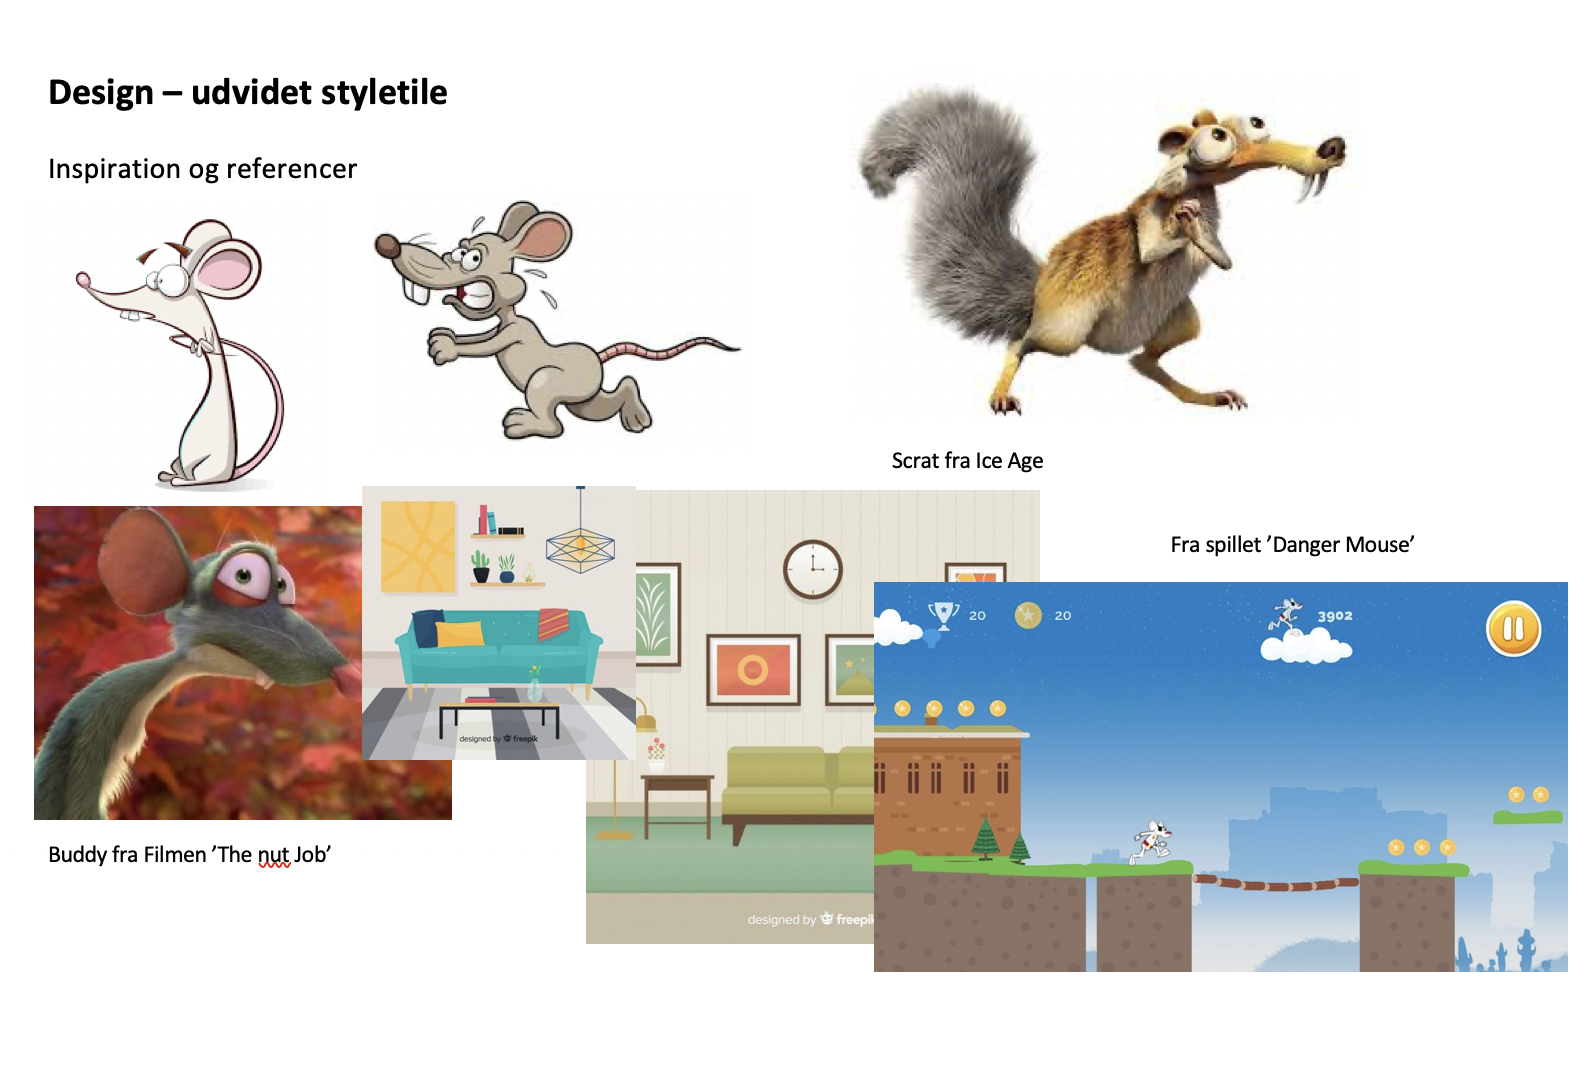 Design – udvidet styletile
Inspiration og referencer
Scrat fra Ice Age
Fra spillet ’Danger Mouse’
20
20
3902
designed by freepik
designed by freepik
Buddy fra Filmen ’The nut Job’